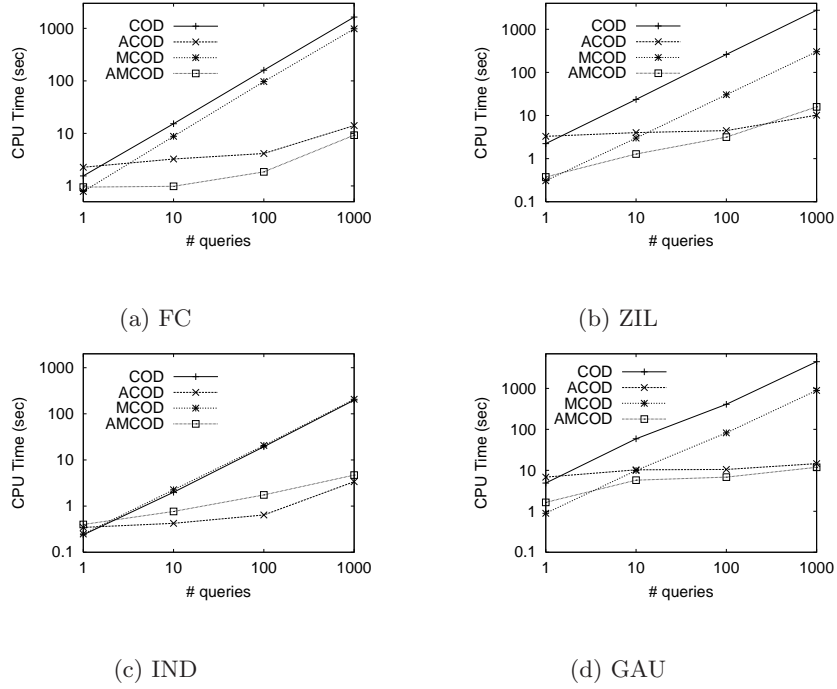 COD
ACOD
MCOD
AMCOD
CPU Time (sec)
1000
100
10
1
1 10 100 1000
# queries
(a) FC
COD
ACOD
MCOD
AMCOD
CPU Time (sec)
1000
100
10
1
0.1
1 10 100 1000
# queries
(b) ZIL
COD
ACOD
MCOD
AMCOD
CPU Time (sec)
1000
100
10
1
0.1
1 10 100 1000
# queries
(c) IND
COD
ACOD
MCOD
AMCOD
CPU Time (sec)
1000
100
10
1
0.1
1 10 100 1000
# queries
(d) GAU